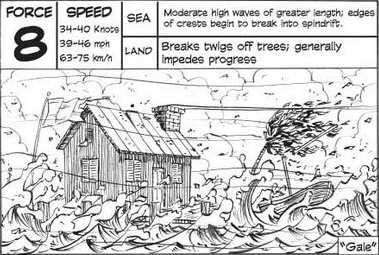 FORCE
8
SPEED
34-40 Knots
39-46 mph
63-75 km/h
SEA
Moderate high waves of greater length; edges
of crests begin to break into spindrift.
LAND
Breaks twigs off trees; generally
impedes progress
"Gale"